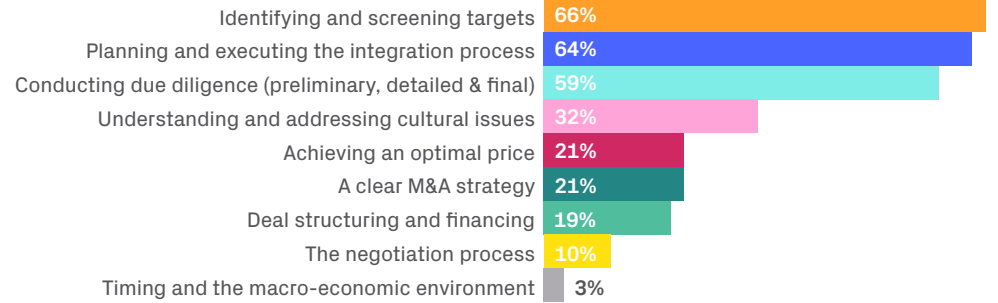 Identifying and screening targets 66%
Planning and executing the integration process 64%
Conducting due diligence (preliminary, detailed & final) 59%
Understanding and addressing cultural issues 32%
Achieving an optimal price 21%
A clear M&A strategy 21%
Deal structuring and financing 19%
The negotiation process 10%
Timing and the macro-economic environment 3%